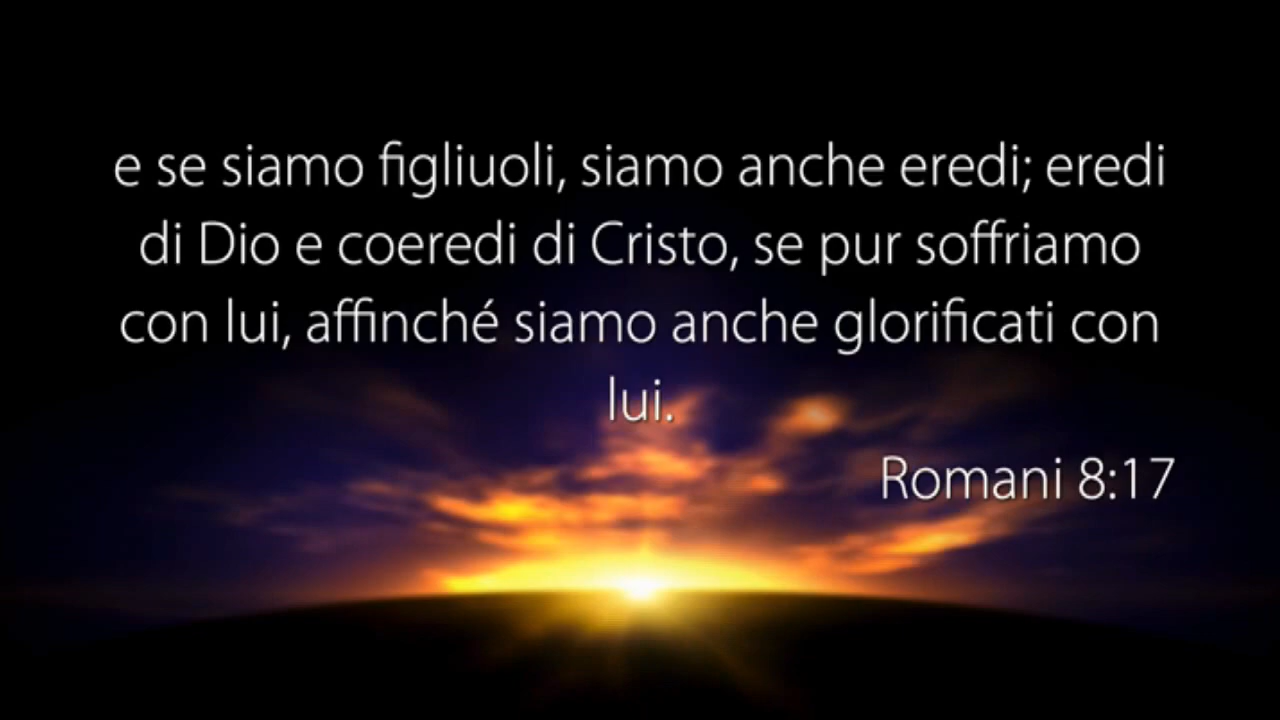 e se siamo figliuoli, siamo anche eredi; eredi
di Dio e coeredi di Cristo, se pur soffriamo
con lui, affinché siamo anche glorificati con
lui.
Romani 8:17